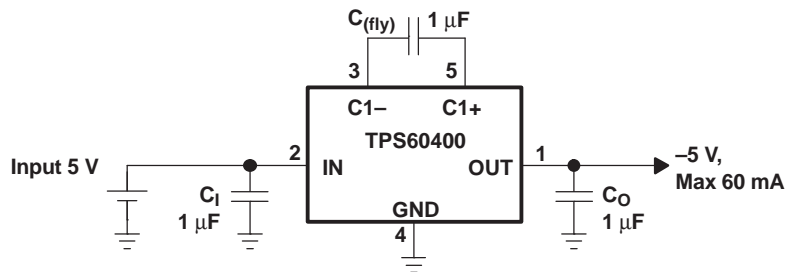 C(fly) 1 μF
3 5
C1– C1+
TPS60400
Input 5 V
2 IN OUT 1
–5 V,
Max 60 mA
CI
1 μF
GND
4
CO
1 μF